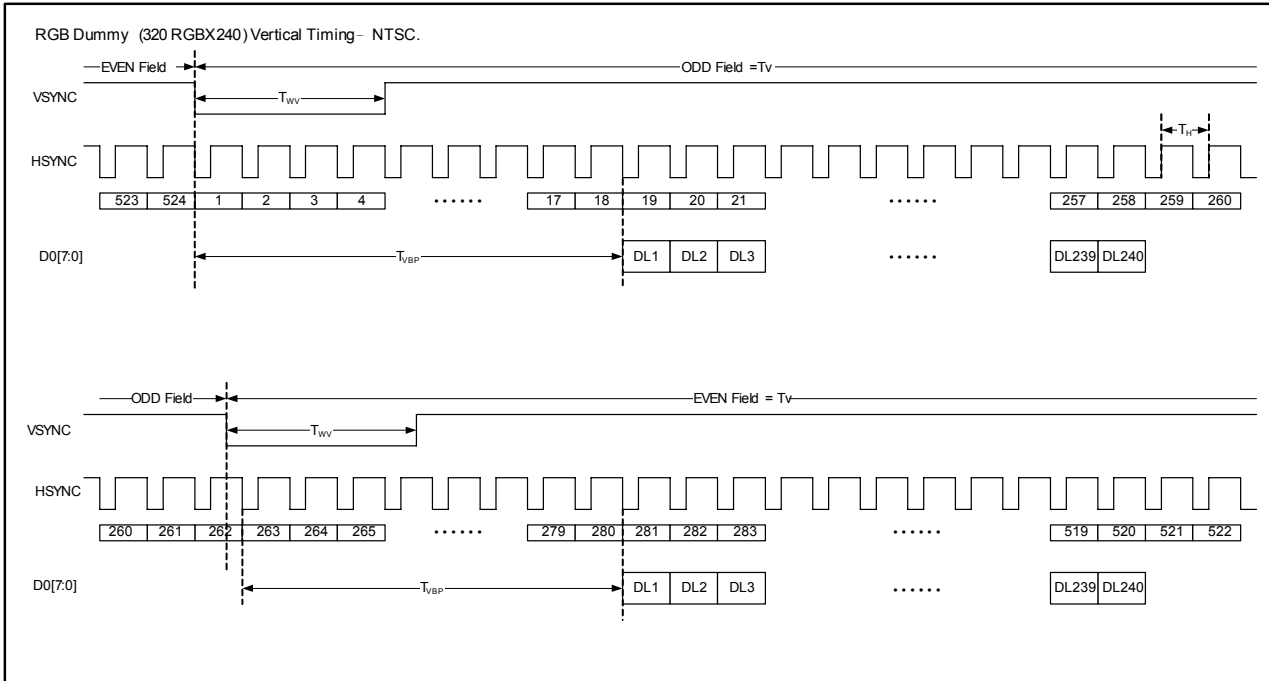 RGB Dummy (320 RGBX240) Vertical Timing- NTSC.
EVEN Field ODD Field =Tv
VSYNC TWV
TH
HSYNC
523 524 1 2 3 4 ...... 17 18 19 20 21 ...... 257 258 259 260
D0[7:0] TVBP DL1 DL2 DL3 ...... DL239 DL240
ODD Field EVEN Field = Tv
VSYNC TWV
HSYNC
260 261 262 263 264 265 ...... 279 280 281 282 283 ...... 519 520 521 522
D0[7:0] TVBP DL1 DL2 DL3 ...... DL239 DL240